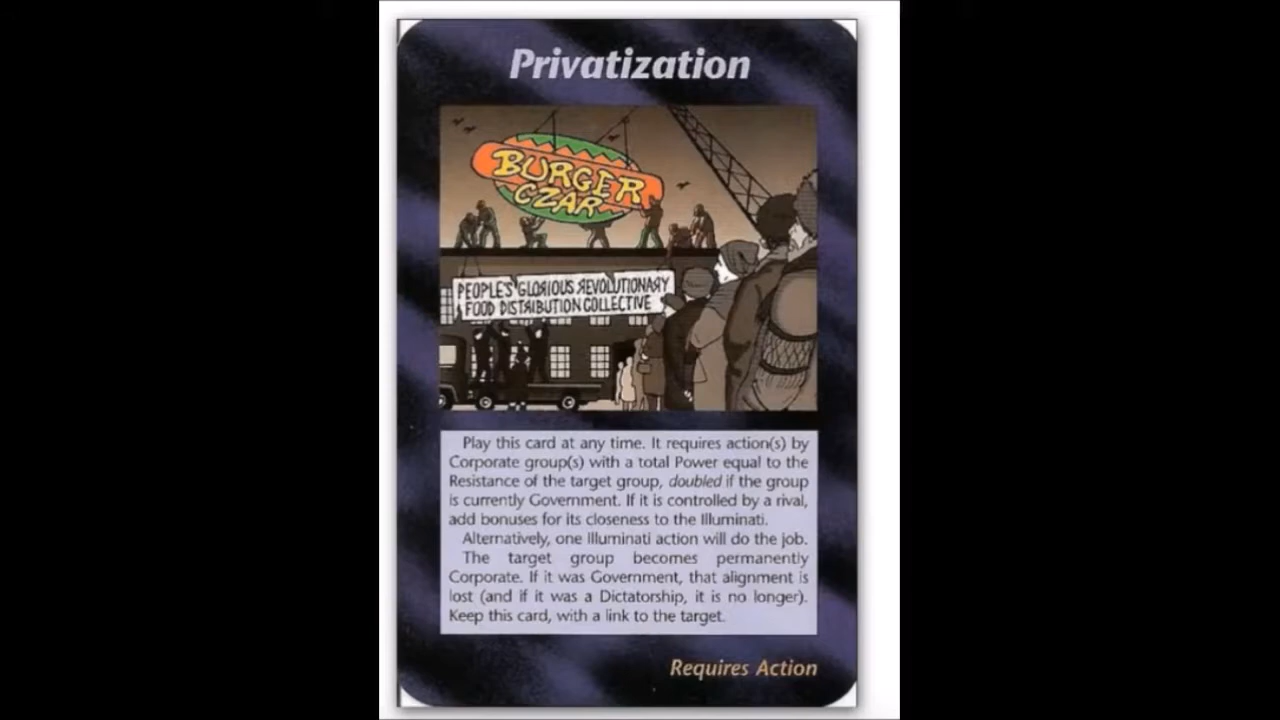 Privatization
BURGER
CZAR
PEOPLE'S GLORIOUS ЯEVOLUTIONARY
FOOD DISTЯIBUTION COLLECTIVE
Play this card at any time. It requires action(s) by
Corporate group(s) with a total Power equal to the
Resistance of the target group, doubled if the group
is currently Government. If it is controlled by a rival,
add bonuses for its closeness to the Illuminati.
Alternatively, one Illuminati action will do the job.
The target group becomes permanently
Corporate. If it was Government, that alignment is
lost (and if it was a Dictatorship, it is no longer).
Keep this card, with a link to the target.
Requires Action